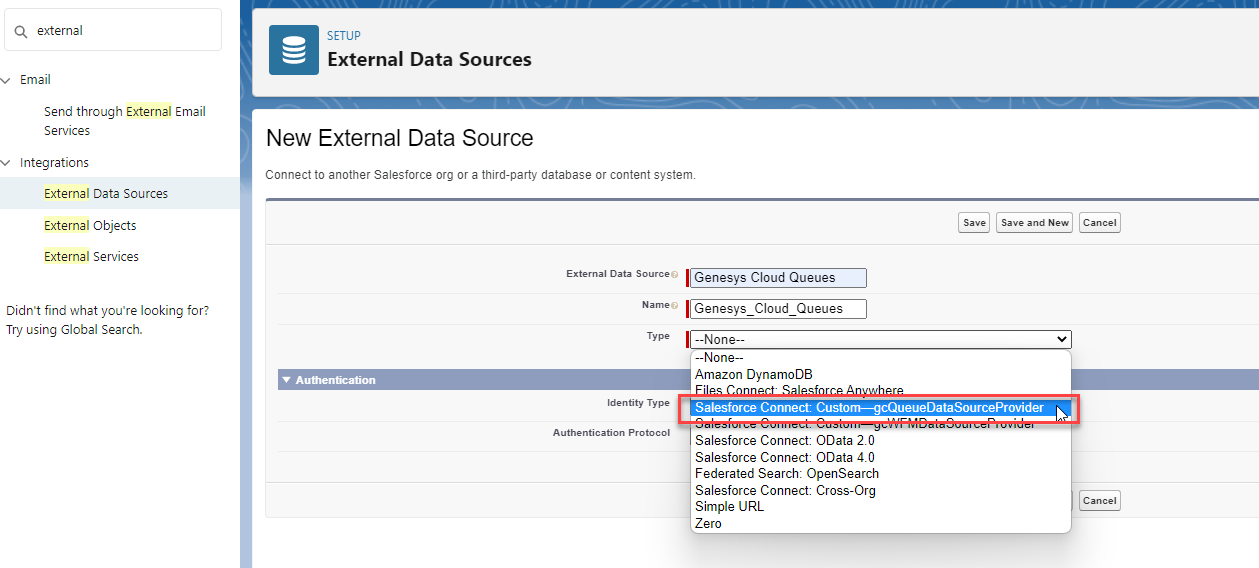 external
Email
Send through External Email
Services
Integrations
External Data Sources
External Objects
External Services
Didn't find what you're looking for?
Try using Global Search.
SETUP
External Data Sources
New External Data Source
Connect to another Salesforce org or a third-party database or content system.
Save Save and New Cancel
External Data Source Genesys Cloud Queues
Name Genesys_Cloud_Queues
Type --None--
--None--
Amazon DynamoDB
Files Connect: Salesforce Anywhere
Salesforce Connect: Custom—gcQueueDataSourceProvider
Salesforce Connect: Custom—gcWFMDataSourceProvider
Salesforce Connect: OData 2.0
Salesforce Connect: OData 4.0
Federated Search: OpenSearch
Salesforce Connect: Cross-Org
Simple URL
Zero
Authentication
Identity Type
Authentication Protocol
Cancel